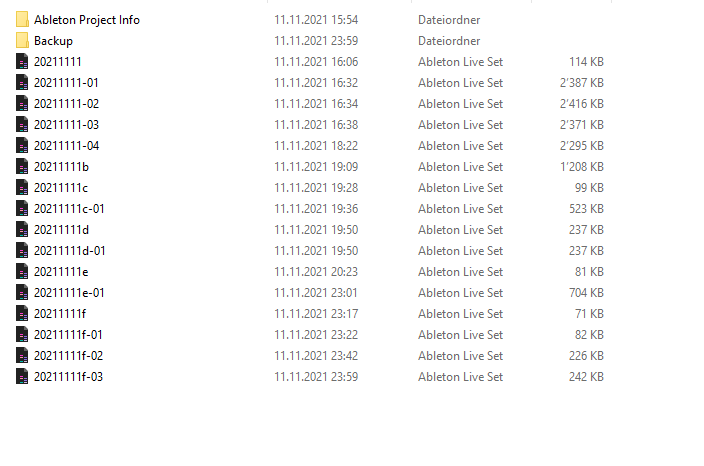 Ableton Project Info 11.11.2021 15:54 Dateiordner
Backup 11.11.2021 23:59 Dateiordner
20211111 11.11.2021 16:06 Ableton Live Set 114 KB
20211111-01 11.11.2021 16:32 Ableton Live Set 2'387 KB
20211111-02 11.11.2021 16:34 Ableton Live Set 2'416 KB
20211111-03 11.11.2021 16:38 Ableton Live Set 2'371 KB
20211111-04 11.11.2021 18:22 Ableton Live Set 2'295 KB
20211111b 11.11.2021 19:09 Ableton Live Set 1'208 KB
20211111c 11.11.2021 19:28 Ableton Live Set 99 KB
20211111c-01 11.11.2021 19:36 Ableton Live Set 523 KB
20211111d 11.11.2021 19:50 Ableton Live Set 237 KB
20211111d-01 11.11.2021 19:50 Ableton Live Set 237 KB
20211111e 11.11.2021 20:23 Ableton Live Set 81 KB
20211111e-01 11.11.2021 23:01 Ableton Live Set 704 KB
20211111f 11.11.2021 23:17 Ableton Live Set 71 KB
20211111f-01 11.11.2021 23:22 Ableton Live Set 82 KB
20211111f-02 11.11.2021 23:42 Ableton Live Set 226 KB
20211111f-03 11.11.2021 23:59 Ableton Live Set 242 KB